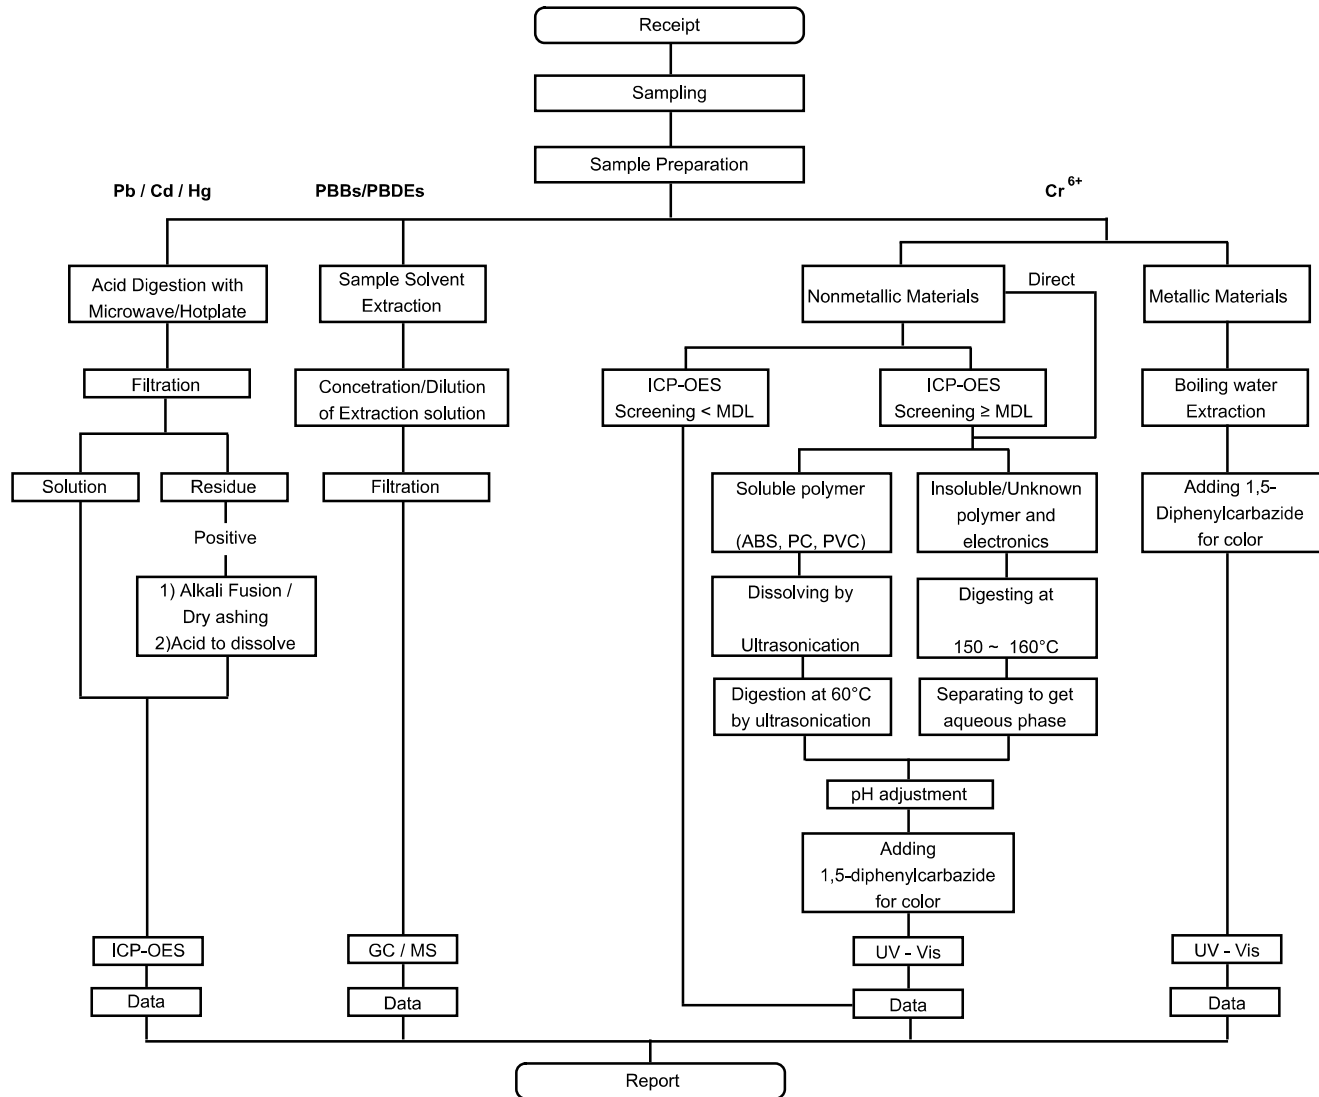 Receipt
Sampling
Sample Preparation
Pb / Cd / Hg
PBBs/PBDEs
Cr 6+
Acid Digestion with
Microwave/Hotplate
Sample Solvent
Extraction
Nonmetallic Materials
Direct
Metallic Materials
Filtration
Concetration/Dilution
of Extraction solution
ICP-OES
Screening < MDL
ICP-OES
Screening ≥ MDL
Boiling water
Extraction
Solution
Residue
Filtration
Soluble polymer
(ABS, PC, PVC)
Insoluble/Unknown
polymer and
electronics
Adding 1,5-
Diphenylcarbazide
for color
Positive
1) Alkali Fusion /
Dry ashing
2)Acid to dissolve
Dissolving by
Ultrasonication
Digesting at
150 ~ 160°C
Digestion at 60°C
by ultrasonication
Separating to get
aqueous phase
pH adjustment
Adding
1,5-diphenylcarbazide
for color
ICP-OES
GC / MS
UV - Vis
UV - Vis
Data
Data
Data
Data
Report